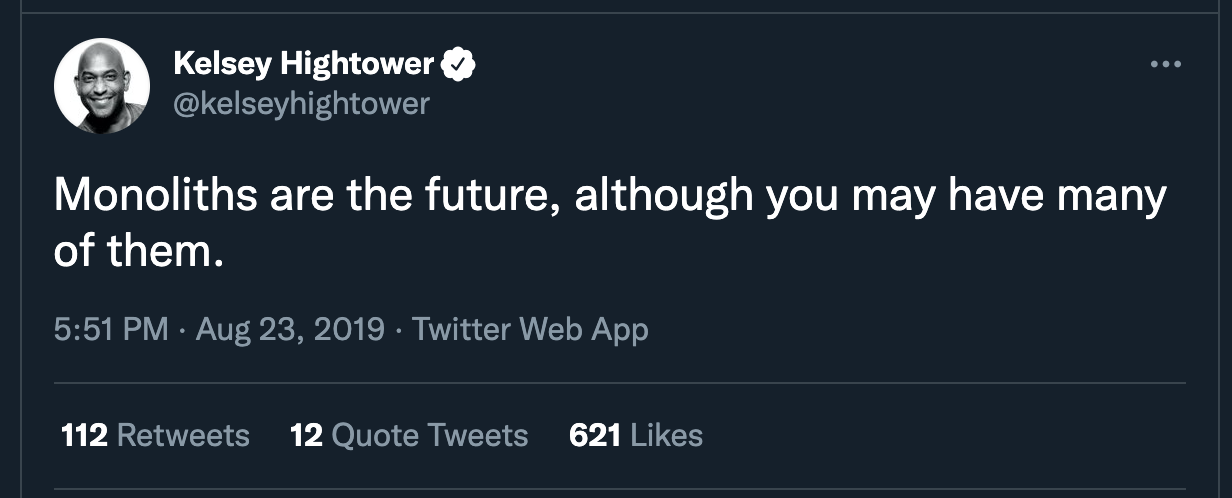 Kelsey Hightower
@kelseyhightower
Monoliths are the future, although you may have many
of them.
5:51 PM · Aug 23, 2019 · Twitter Web App
112 Retweets 12 Quote Tweets 621 Likes